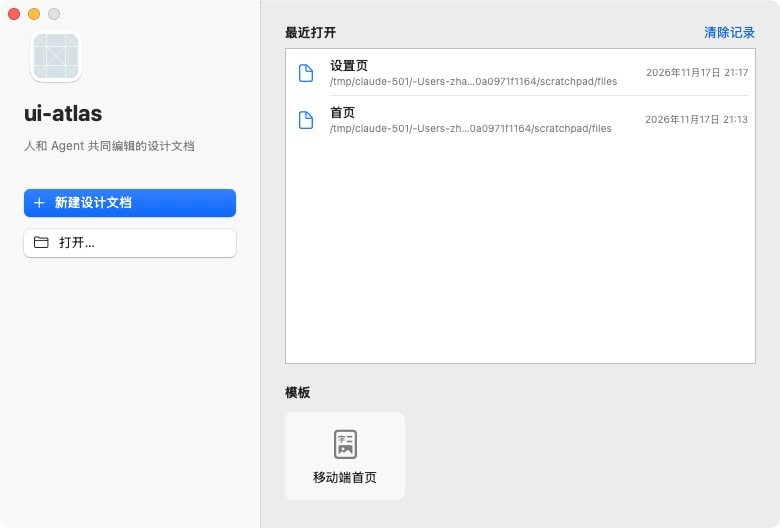 ui-atlas
人和 Agent 共同编辑的设计文档
新建设计文档
打开...
最近打开
清除记录
设置页
/tmp/claude-501/-Users-zha...0a0971f1164/scratchpad/files
2026年11月17日 21:17
首页
/tmp/claude-501/-Users-zh...0a0971f1164/scratchpad/files
2026年11月17日 21:13
模板
字二
移动端首页